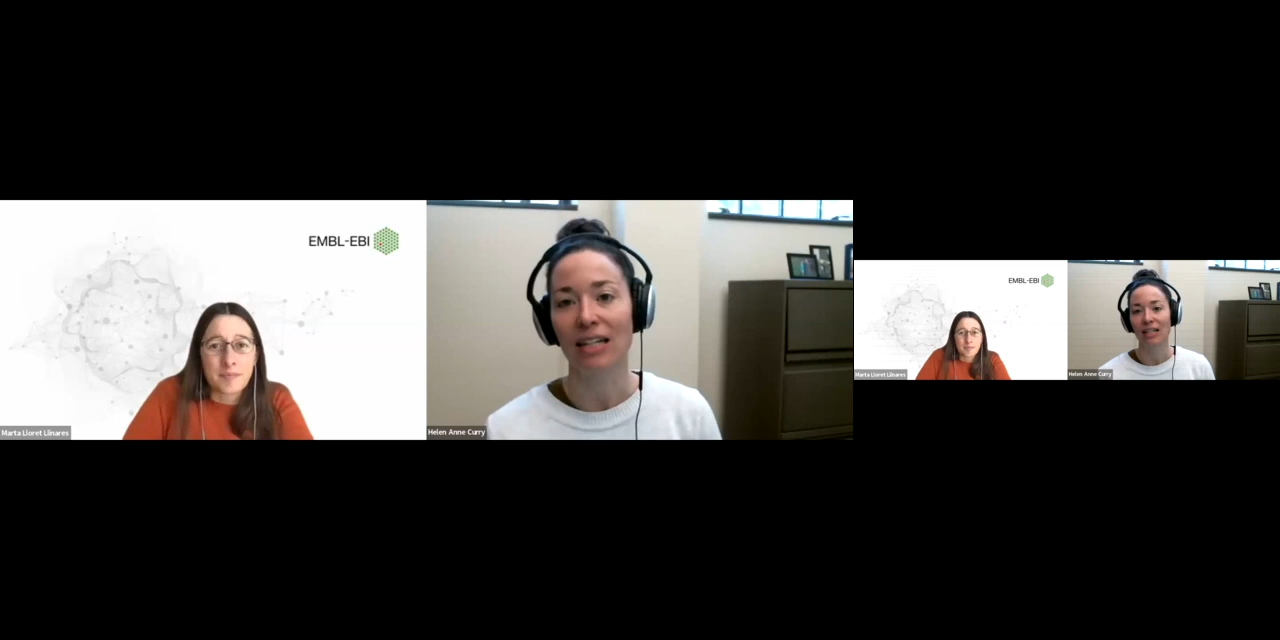 EMBL-EBI
Marta Lloret Llinares
Helen Anne Curry
EMBL-EBI
Marta Lloret Llinares
Helen Anne Curry